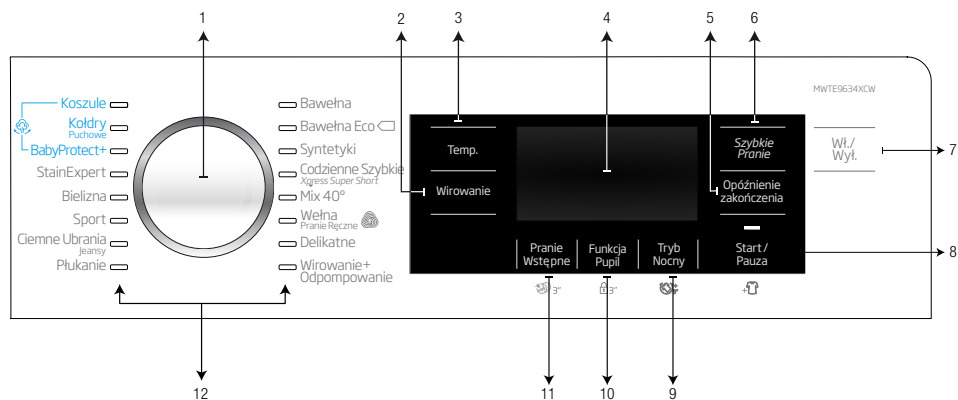 1
2
3
4
5
6
MWTE9634XCW
Koszule
Kołdry
Puchowe
BabyProtect+
StainExpert
Bielizna
Sport
Ciemne Ubrania
Jeansy
Płukanie
Bawełna
Bawełna Eco
Syntetyki
Codzienne Szybkie
Xpress Super Short
Mix 40°
Wełna
Pranie Ręczne
Delikatne
Wirowanie+
Odpompowanie
Temp.
Wirowanie
Szybkie
Pranie
Opóźnienie
zakończenia
Wł./
Wył.
7
Pranie
Wstępne
Funkcja
Pupil
Tryb
Nocny
Start/
Pauza
8
3"
3"
+
12
11
10
9